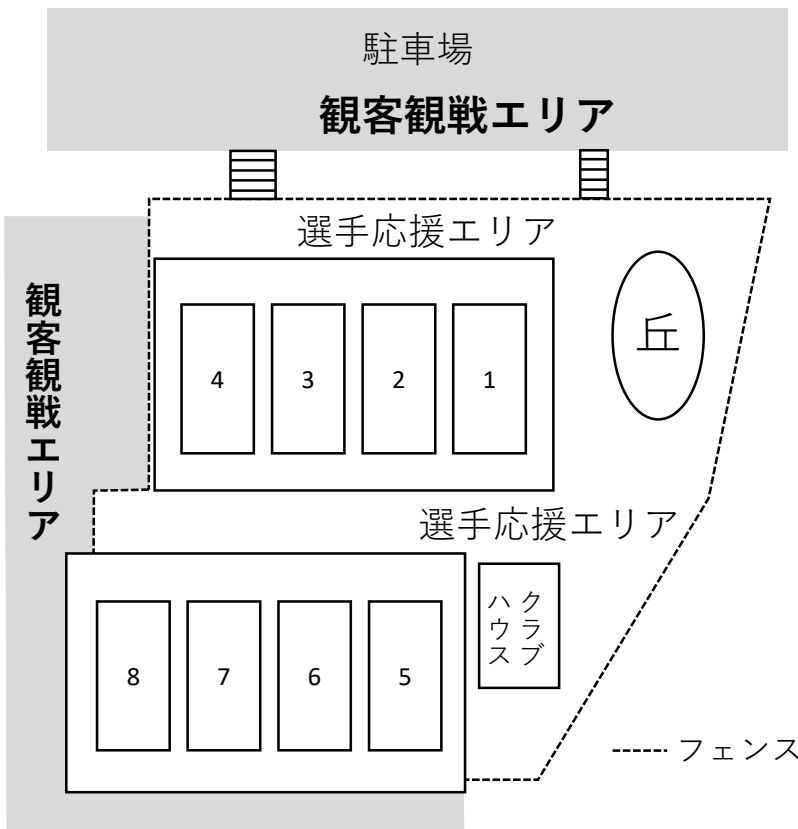 駐車場
観客観戦エリア
選手応援エリア
観客観戦エリア
丘
4 3 2 1
選手応援エリア
クラブ
ハウス
8 7 6 5
フェンス